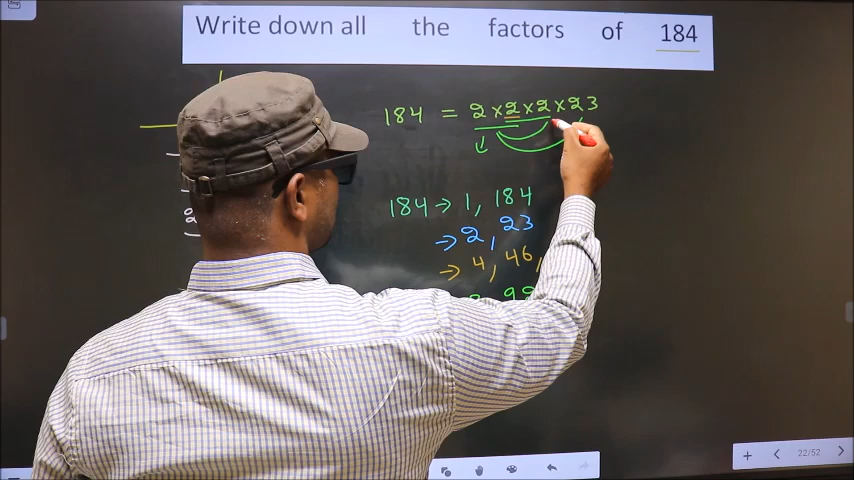 Write down all the factors of 184
184 = 2 × 2 × 2 × 23
184 → 1, 184
→ 2, 23
→ 4, 46,
22/52